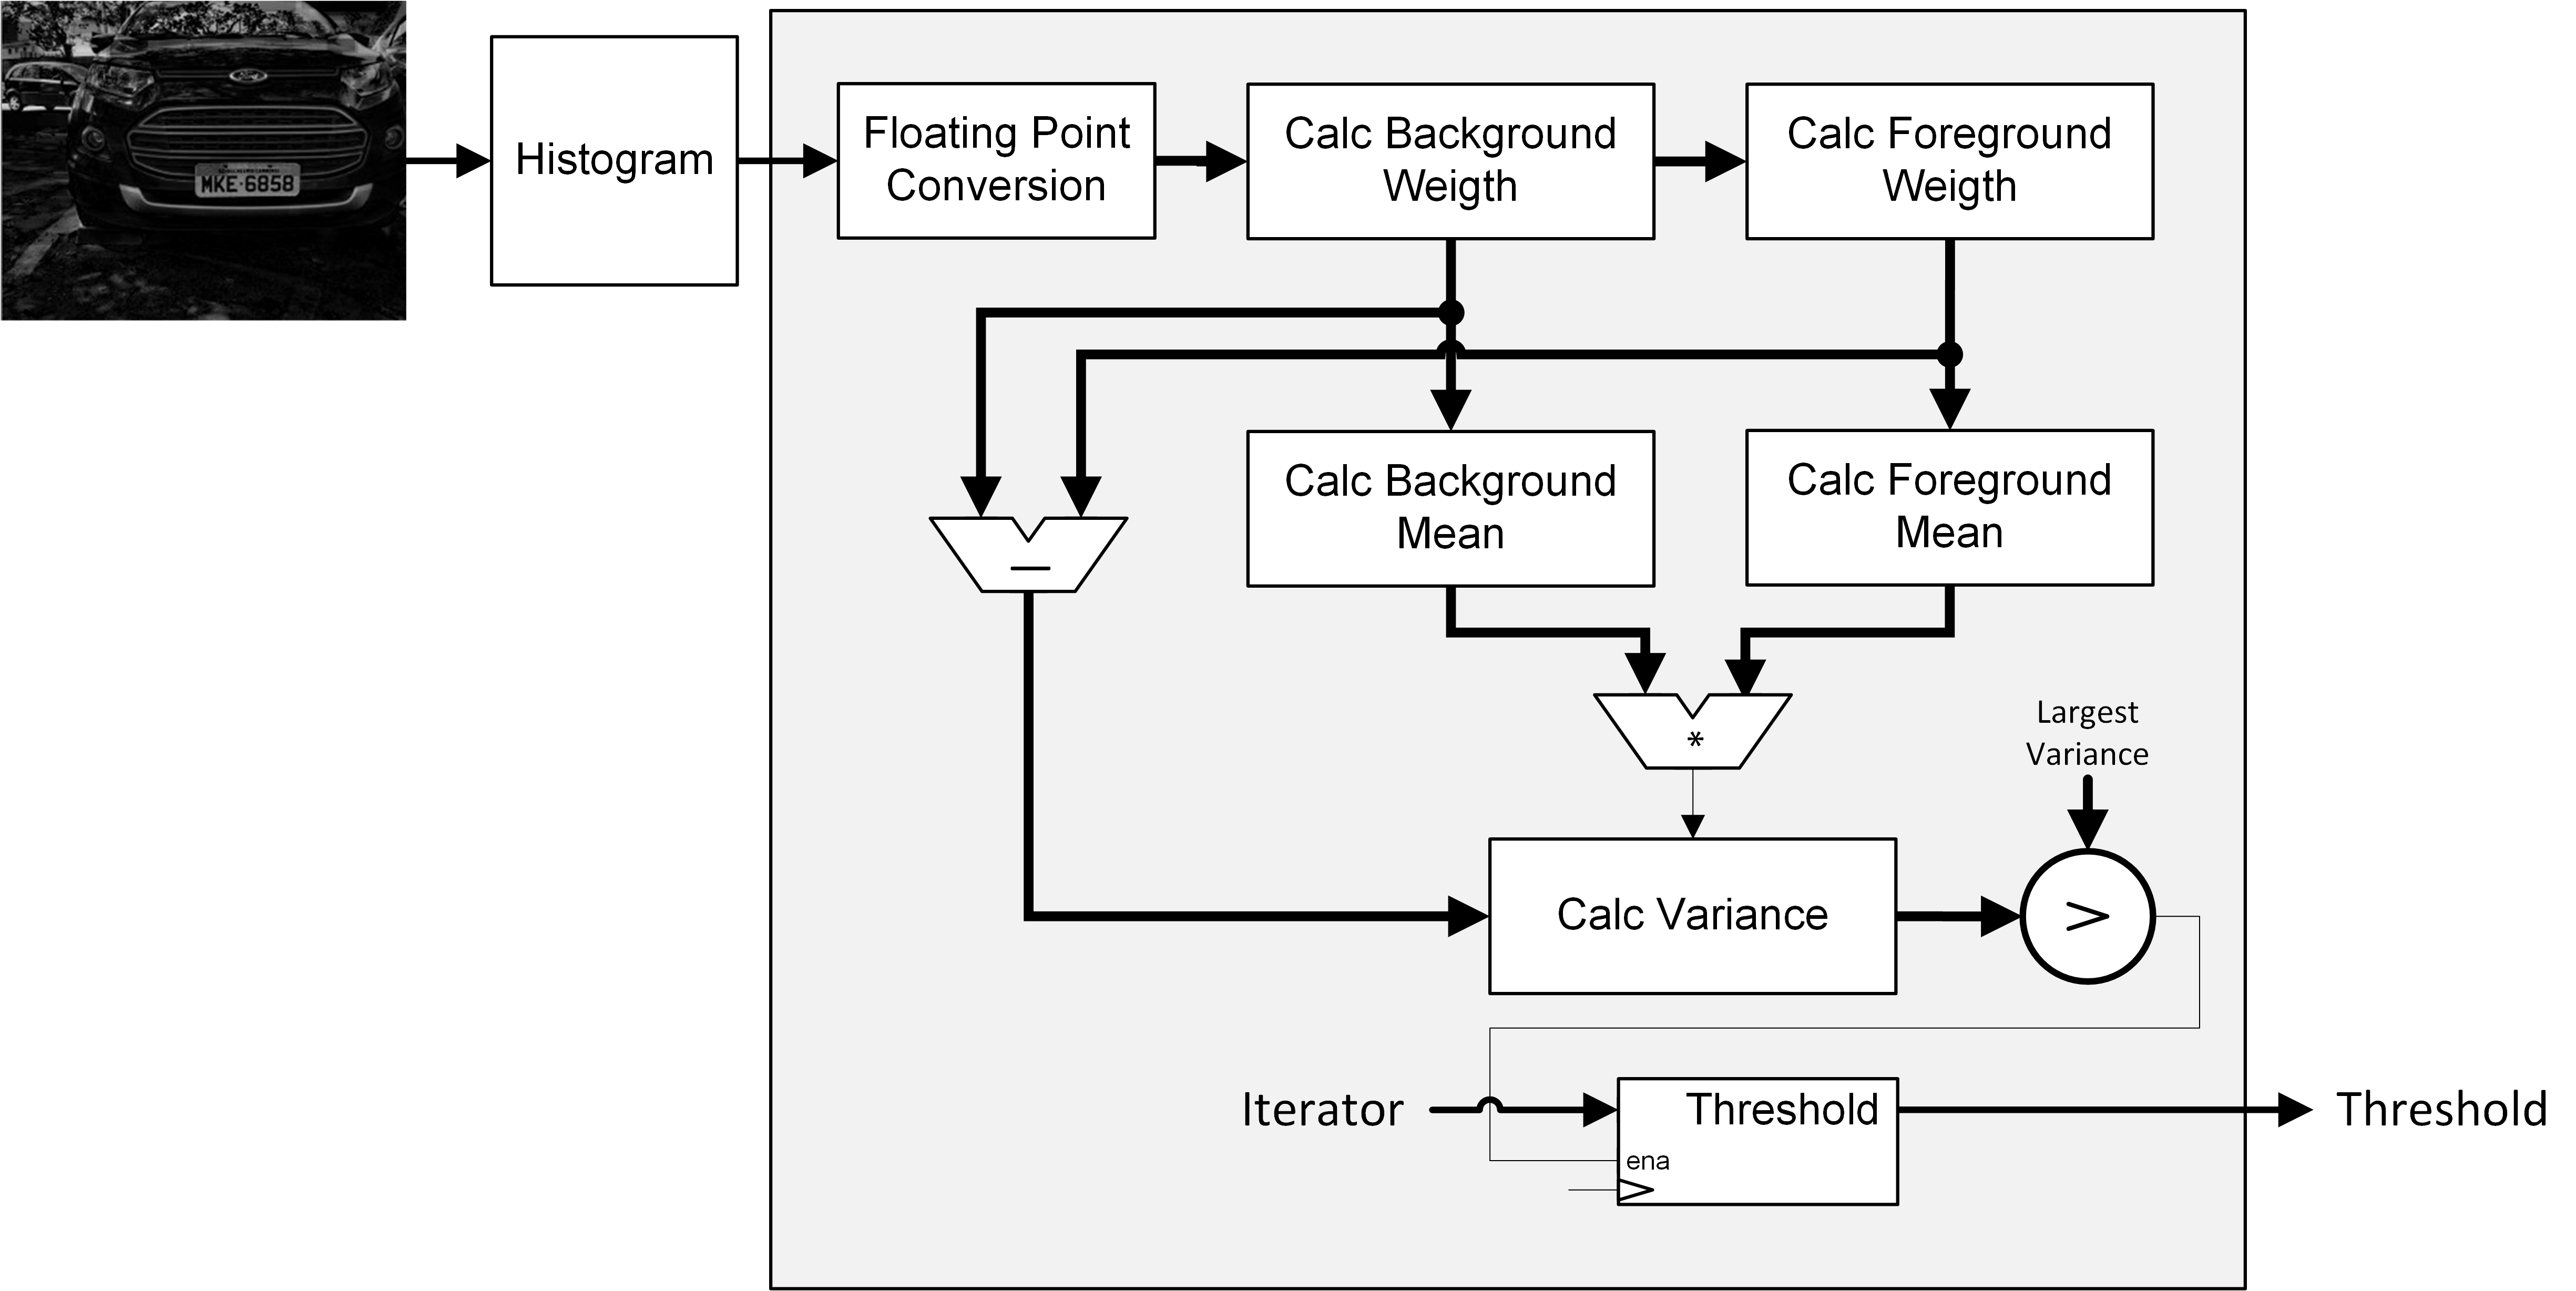 MKE·6858
Histogram
Floating Point
Conversion
Calc Background
Weigth
Calc Foreground
Weigth
Calc Background
Mean
Calc Foreground
Mean
—
*
Largest
Variance
Calc Variance
>
Iterator
Threshold
ena
Threshold